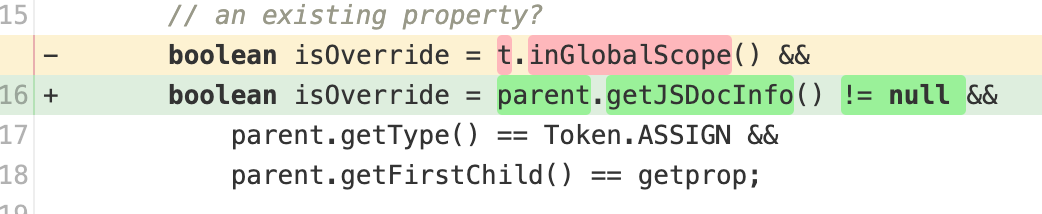 15 // an existing property?
- boolean isOverride = t.inGlobalScope() &&
16 + boolean isOverride = parent.getJSDocInfo() != null &&
17 parent.getType() == Token.ASSIGN &&
18 parent.getFirstChild() == getprop;